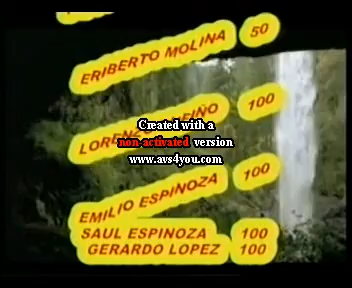 ERIBERTO MOLINA 50
100
Created with a
non-activated version
www.avs4you.com
EMILIO ESPINOZA 100
SAUL ESPINOZA 100
GERARDO LOPEZ 100